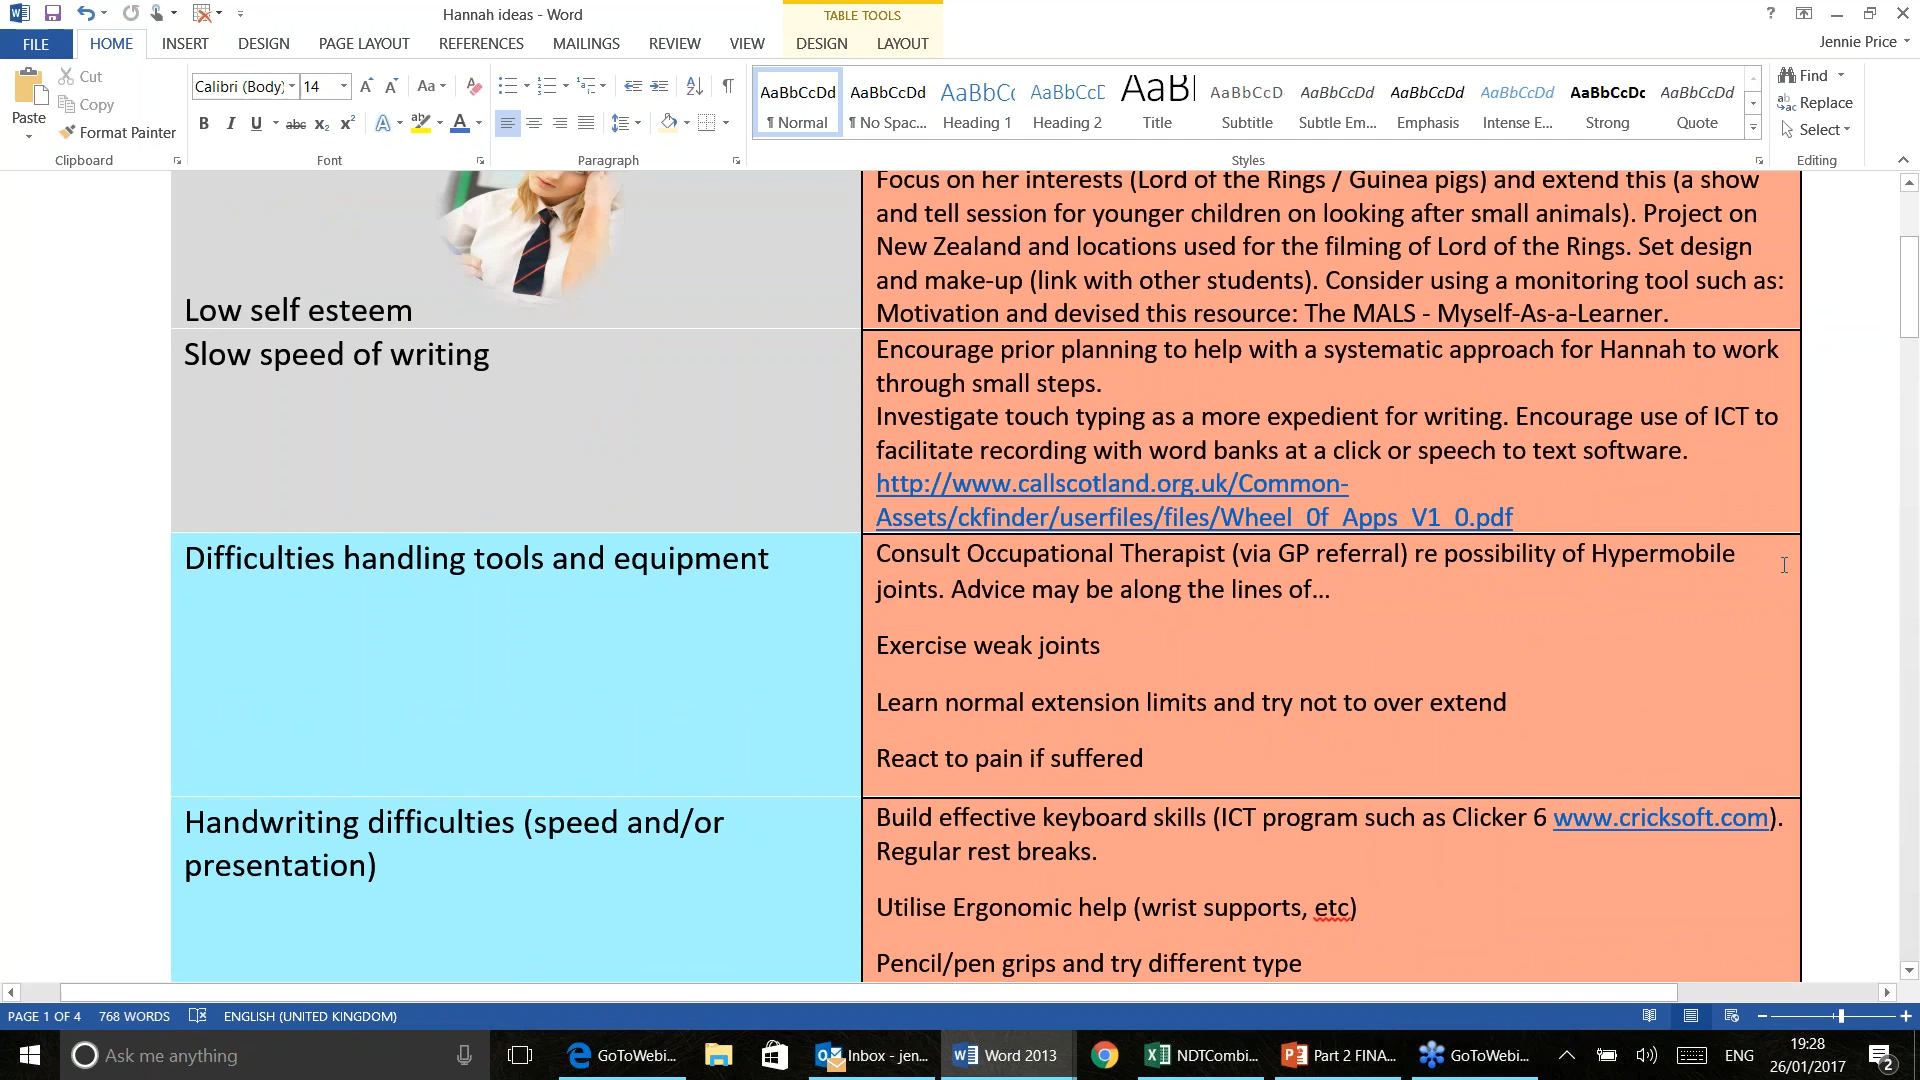 Hannah ideas - Word
TABLE TOOLS
FILE
HOME
INSERT
DESIGN
PAGE LAYOUT
REFERENCES
MAILINGS
REVIEW
VIEW
DESIGN
LAYOUT
Jennie Price
Paste
Cut
Copy
Format Painter
Clipboard
Calibri (Body)
14
Font
Paragraph
AaBbCcDd
¶ Normal
AaBbCcDd
¶ No Spac...
AaBbCc
Heading 1
AaBbCcD
Heading 2
AaBl
Title
AaBbCcD
Subtitle
AaBbCcDd
Subtle Em...
AaBbCcDd
Emphasis
AaBbCcDd
Intense E...
AaBbCcDc
Strong
AaBbCcDd
Quote
Styles
Find
Replace
Select
Editing
Low self esteem
Focus on her interests (Lord of the Rings / Guinea pigs) and extend this (a show
and tell session for younger children on looking after small animals). Project on
New Zealand and locations used for the filming of Lord of the Rings. Set design
and make-up (link with other students). Consider using a monitoring tool such as:
Motivation and devised this resource: The MALS - Myself-As-a-Learner.
Slow speed of writing
Encourage prior planning to help with a systematic approach for Hannah to work
through small steps.
Investigate touch typing as a more expedient for writing. Encourage use of ICT to
facilitate recording with word banks at a click or speech to text software.
http://www.callscotland.org.uk/Common-
Assets/ckfinder/userfiles/files/Wheel_0f_Apps_V1_0.pdf
Difficulties handling tools and equipment
Consult Occupational Therapist (via GP referral) re possibility of Hypermobile
joints. Advice may be along the lines of...
Exercise weak joints
Learn normal extension limits and try not to over extend
React to pain if suffered
Handwriting difficulties (speed and/or
presentation)
Build effective keyboard skills (ICT program such as Clicker 6 www.cricksoft.com).
Regular rest breaks.
Utilise Ergonomic help (wrist supports, etc)
Pencil/pen grips and try different type
PAGE 1 OF 4
768 WORDS
ENGLISH (UNITED KINGDOM)
Ask me anything
GoToWebi...
Inbox - jen...
Word 2013
NDTCombi...
Part 2 FINA...
GoToWebi...
ENG
19:28
26/01/2017
2